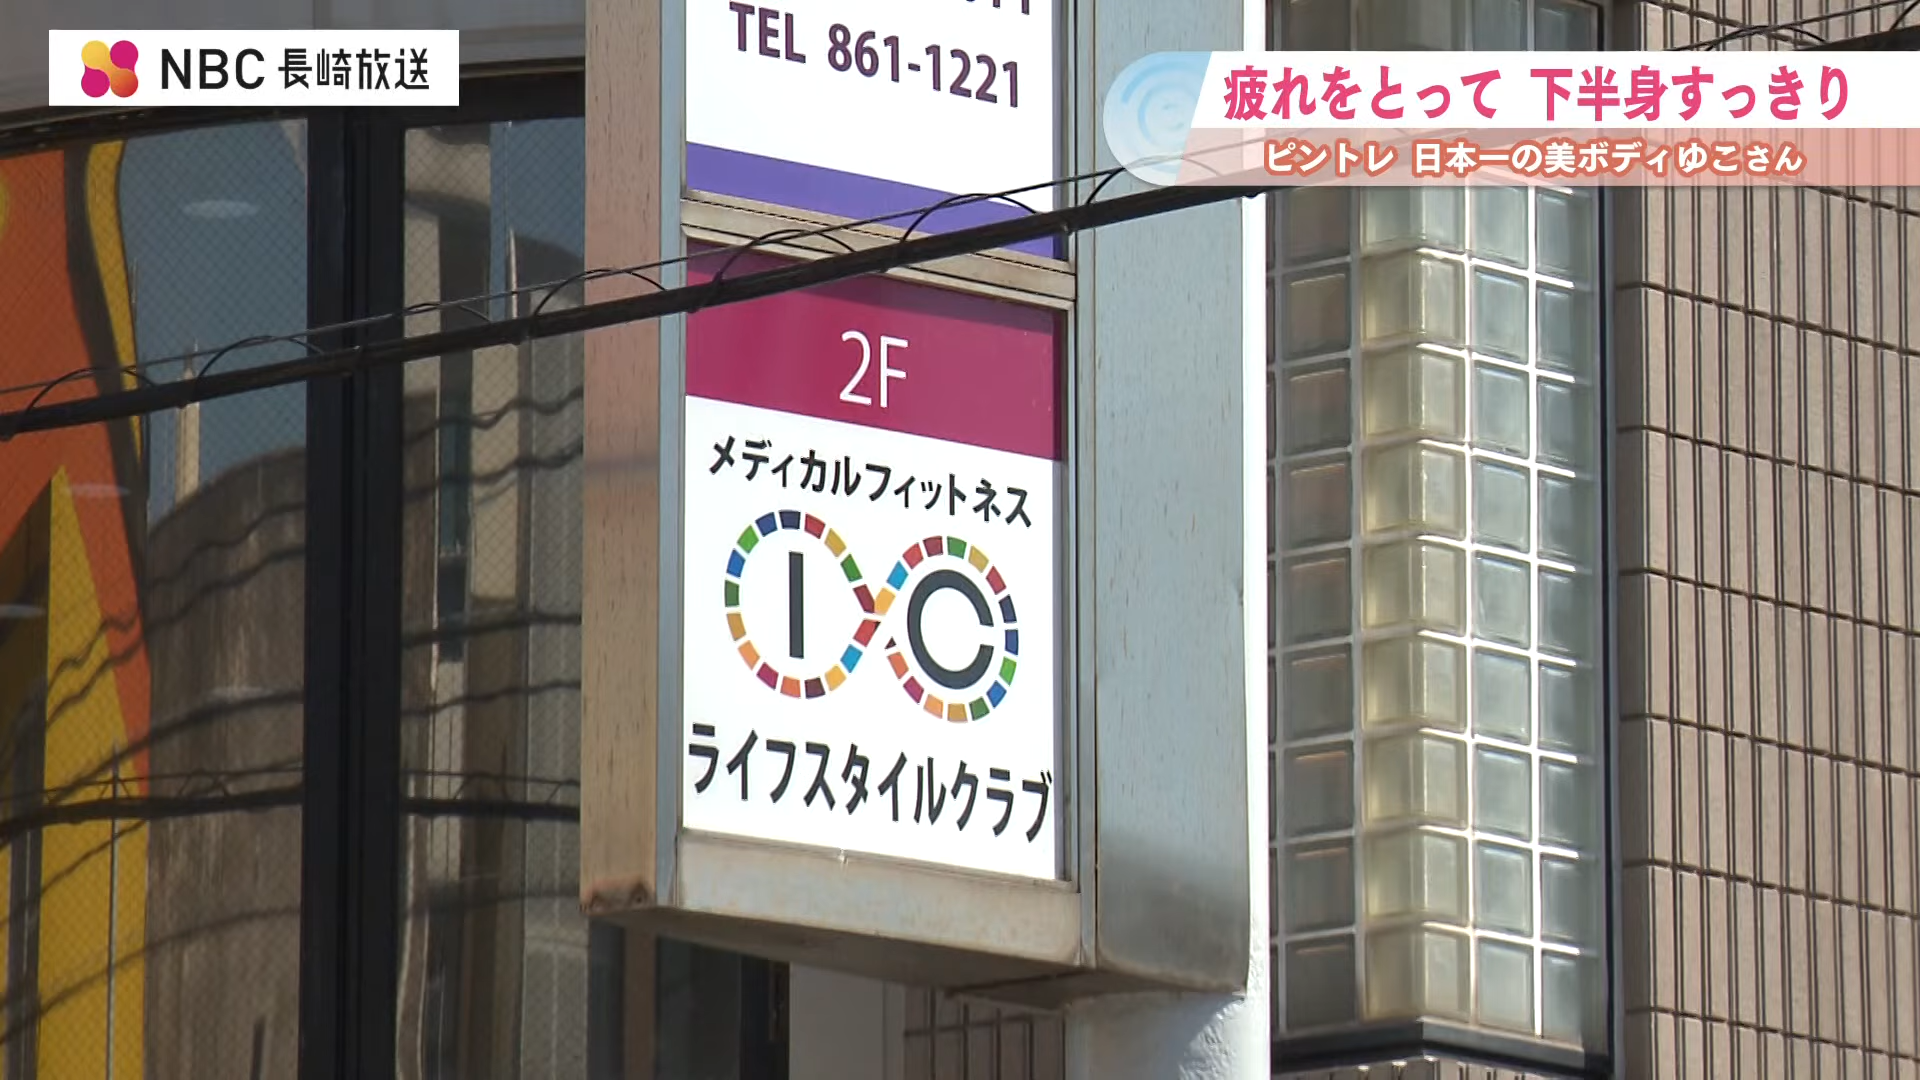 NBC 長崎放送
疲れをとって 下半身すっきり
ピントレ 日本一の美ボディゆこさん
TEL 861-1221
2F
メディカルフィットネス
I C
ライフスタイルクラブ